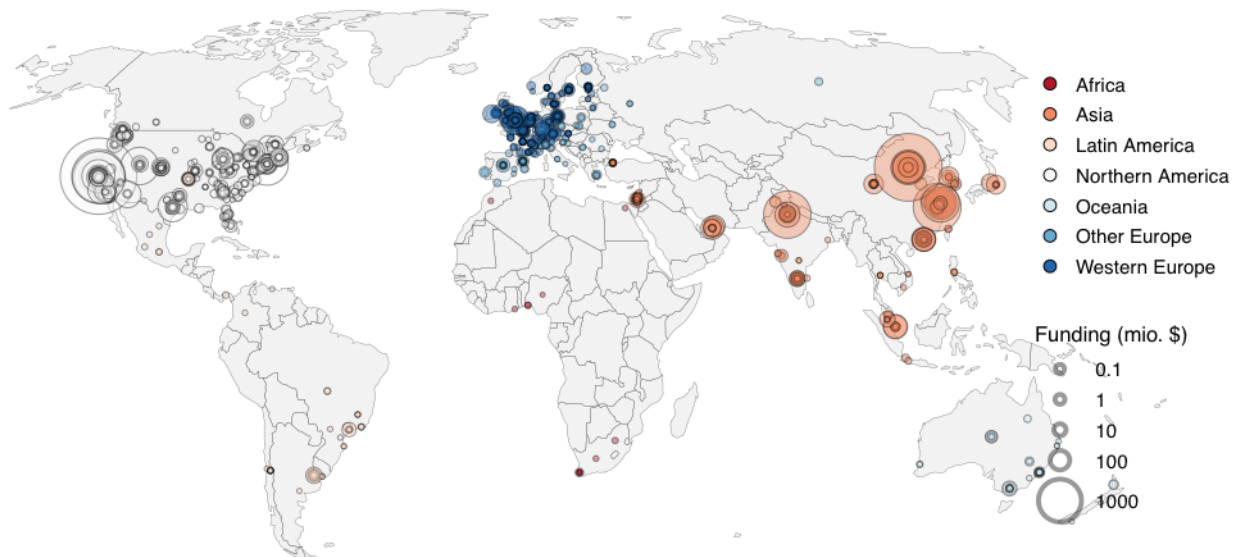 Africa
Asia
Latin America
Northern America
Oceania
Other Europe
Western Europe
Funding (mio. $)
0.1
1
10
100
1000